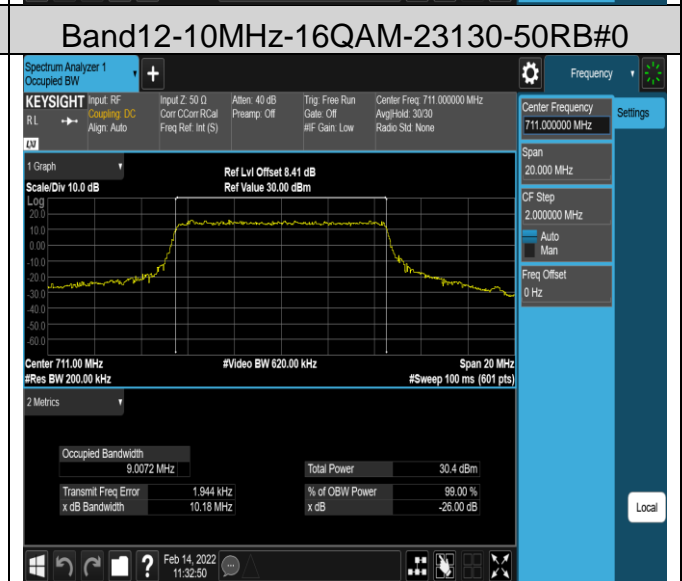 Band12-10MHz-16QAM-23130-50RB#0
Spectrum Analyzer 1
Occupied BW
Frequency
KEYSIGHT
RL
Input: RF
Coupling: DC
Align: Auto
Input Z: 50 Ω
Corr CCorr RCal
Freq Ref: Int (S)
Atten: 40 dB
Preamp: Off
Trig: Free Run
Gate: Off
#IF Gain: Low
Center Freq: 711.000000 MHz
Avg|Hold: 30/30
Radio Std: None
LXI
Center Frequency
711.000000 MHz
Settings
Span
20.000 MHz
CF Step
2.000000 MHz
Auto
Man
Freq Offset
0 Hz
1 Graph
Scale/Div 10.0 dB
Ref Lvl Offset 8.41 dB
Ref Value 30.00 dBm
Log
20.0
10.0
0.00
-10.0
-20.0
-30.0
-40.0
-50.0
-60.0
Center 711.00 MHz
#Video BW 620.00 kHz
Span 20 MHz
#Res BW 200.00 kHz
#Sweep 100 ms (601 pts)
2 Metrics
Occupied Bandwidth
9.0072 MHz
Total Power 30.4 dBm
Transmit Freq Error 1.944 kHz
% of OBW Power 99.00 %
x dB Bandwidth 10.18 MHz
x dB -26.00 dB
Local
?
Feb 14, 2022
11:32:50